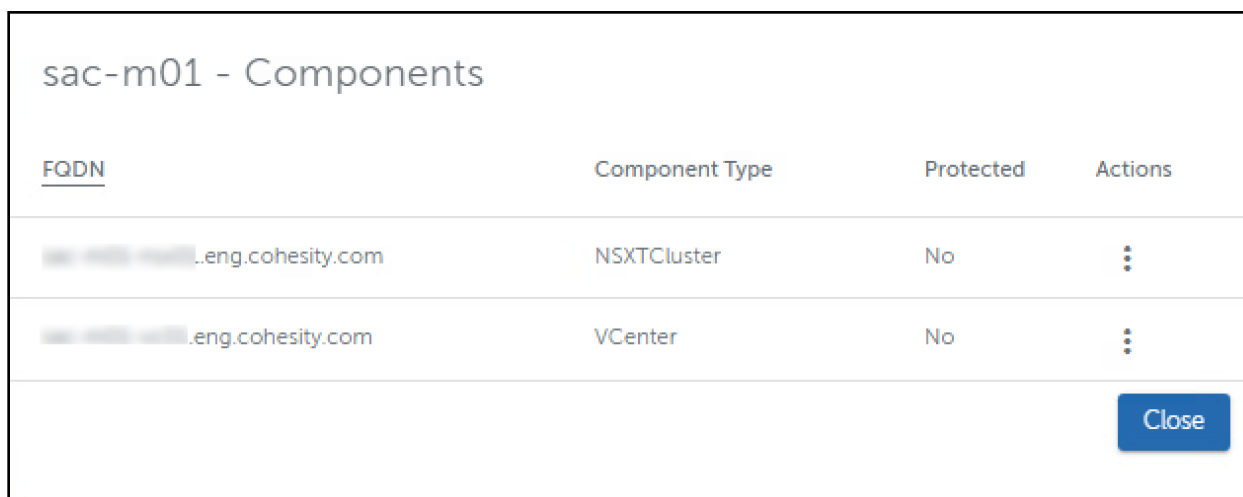 sac-m01 - Components
FQDN Component Type Protected Actions
.eng.cohesity.com NSXTCluster No
.eng.cohesity.com VCenter No
Close